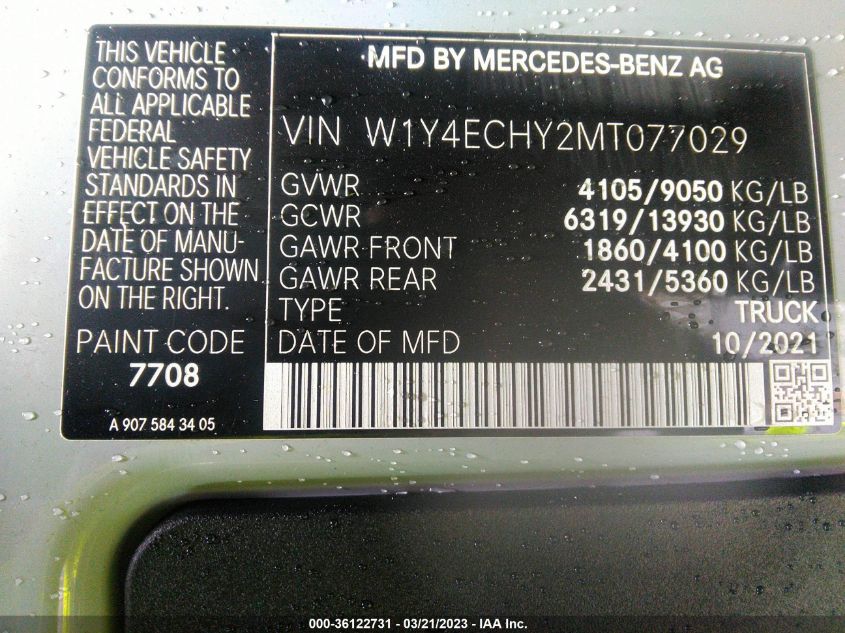 THIS VEHICLE
CONFORMS TO
ALL APPLICABLE
FEDERAL
VEHICLE SAFETY
STANDARDS IN
EFFECT ON THE
DATE OF MANU-
FACTURE SHOWN
ON THE RIGHT.
PAINT CODE
7708
A 907 584 34 05
MFD BY MERCEDES-BENZ AG
VIN W1Y4ECHY2MT077029
GVWR 4105/9050 KG/LB
GCWR 6319/13930 KG/LB
GAWR FRONT 1860/4100 KG/LB
GAWR REAR 2431/5360 KG/LB
TYPE TRUCK
DATE OF MFD 10/2021
000-36122731 - 03/21/2023 - IAA Inc.